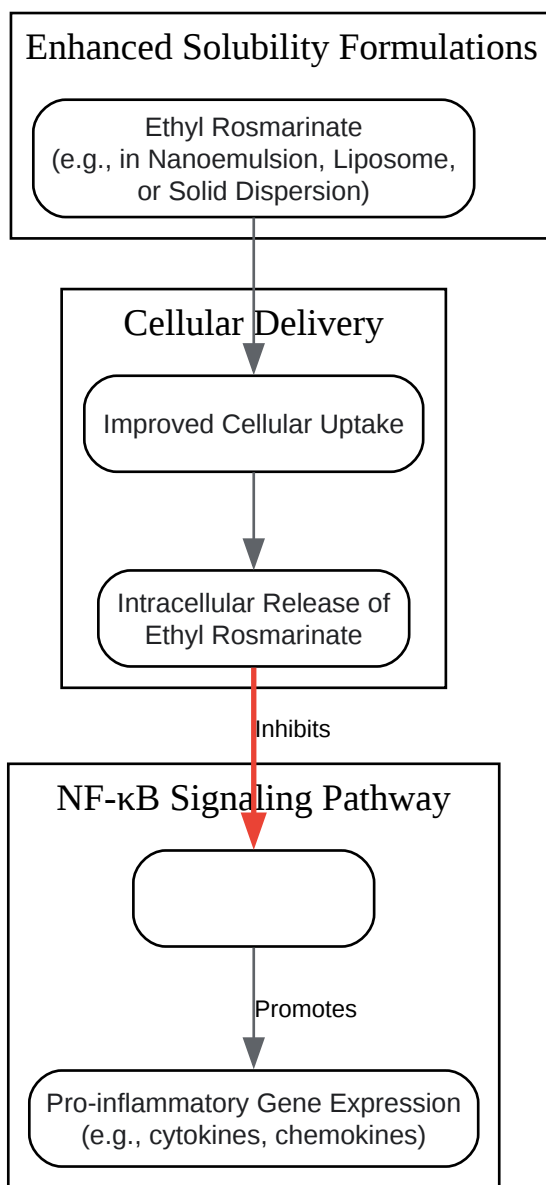 Enhanced Solubility Formulations
Ethyl Rosmarinate
(e.g., in Nanoemulsion, Liposome,
or Solid Dispersion)
Cellular Delivery
Improved Cellular Uptake
Intracellular Release of
Ethyl Rosmarinate
Inhibits
NF-κB Signaling Pathway
Promotes
Pro-inflammatory Gene Expression
(e.g., cytokines, chemokines)